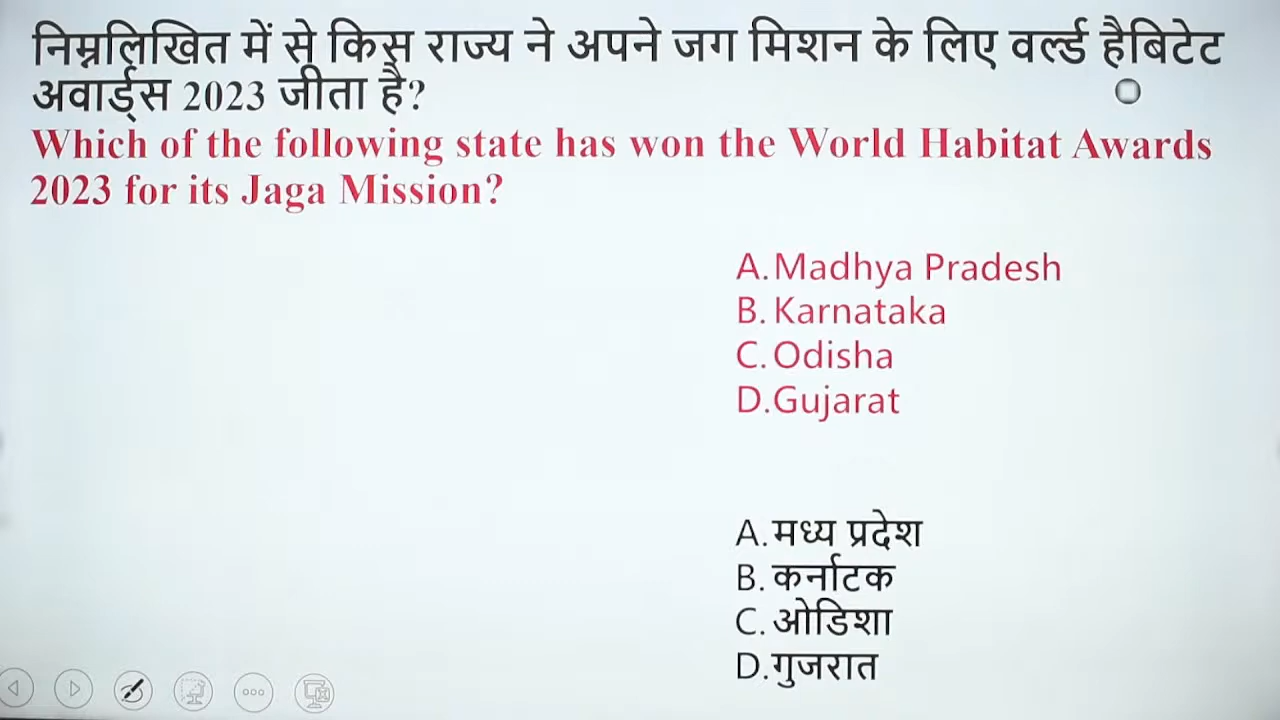 निम्नलिखित में से किस राज्य ने अपने जग मिशन के लिए वर्ल्ड हैबिटेट
अवार्ड्स 2023 जीता है?
Which of the following state has won the World Habitat Awards
2023 for its Jaga Mission?
A.Madhya Pradesh
B.Karnataka
C.Odisha
D.Gujarat
A.मध्य प्रदेश
B.कर्नाटक
C.ओडिशा
D.गुजरात